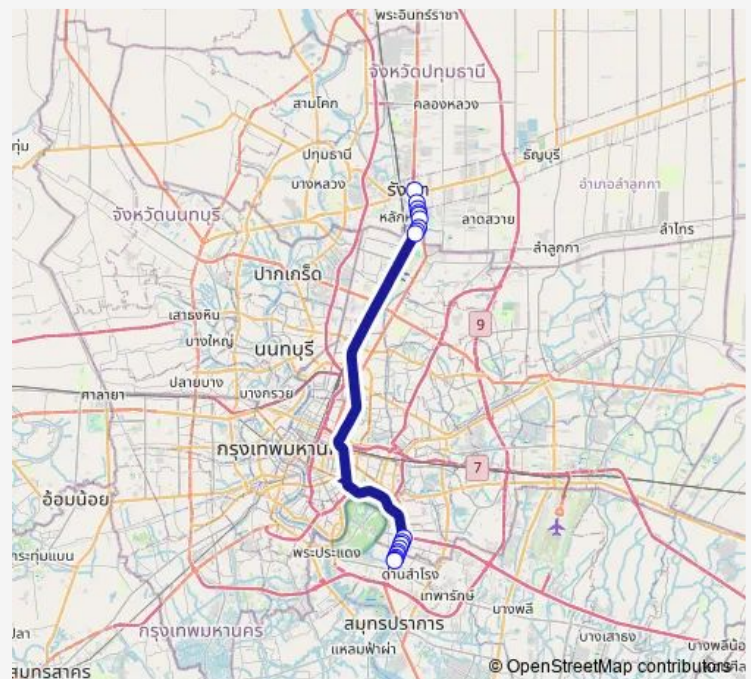 พระอินทร์ราชา
จังหวัดปทุมธานี
สามโคก
คลองหลวง
ปทุมธานี
ธัญบุรี
บางหลวง
อำเภอลำลูกกา
จังหวัดนนทบุรี
ลาดสวาย
ลำไทร
ลำลูกกา
ปากเกร็ด
เสาธงหิน
บางใหญ่
9
นนทบุรี
ปลายบาง
ศาลายา
บางกรวย
กรุงเทพมหานคร
7
อ้อมน้อย
กระทุ่มแบน
พระประแดง
ด่านสำโรง
เทพารักษ์
บางพลี
สมุทรปราการ
กรุงเทพมหานคร
บางเสาธง
แหลมฟ้าผ่า
สมุทรสาคร
© OpenStreetMap contributors